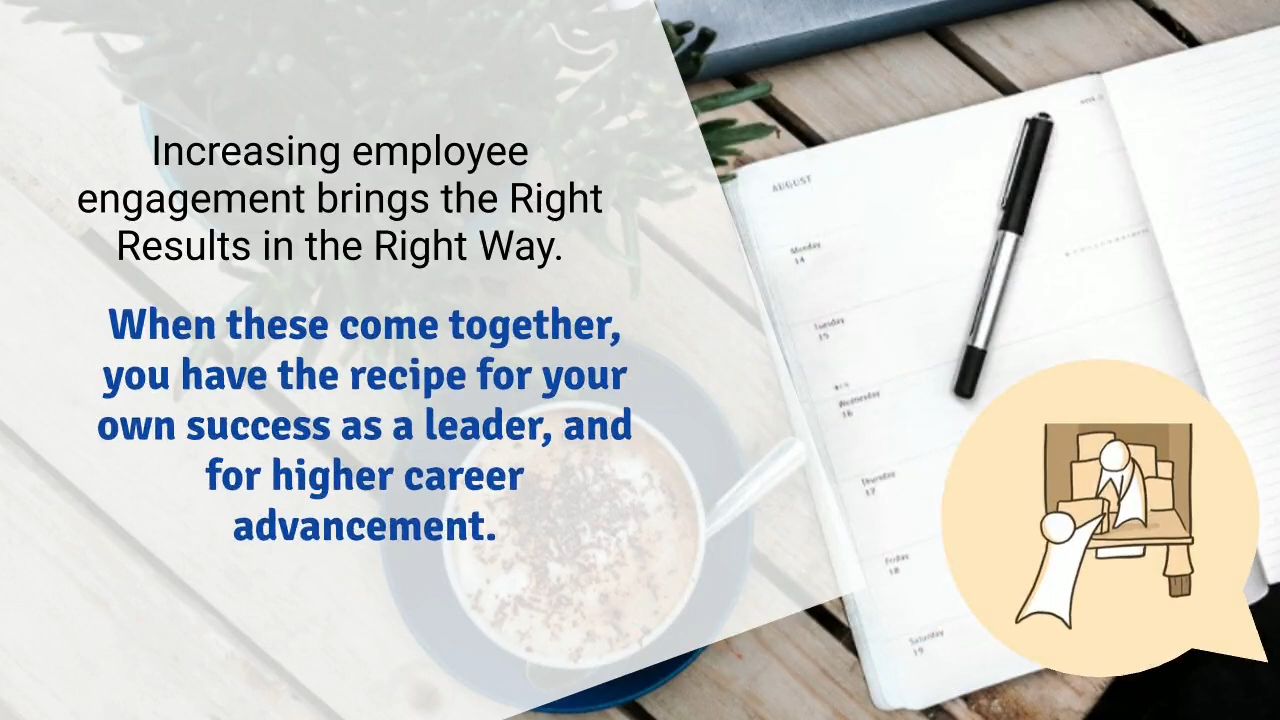 Increasing employee
engagement brings the Right
Results in the Right Way.
When these come together,
you have the recipe for your
own success as a leader, and
for higher career
advancement.
AUGUST
Monday
14
Tuesday
15
Wednesday
16
Thursday
17
Friday
18
Saturday
19